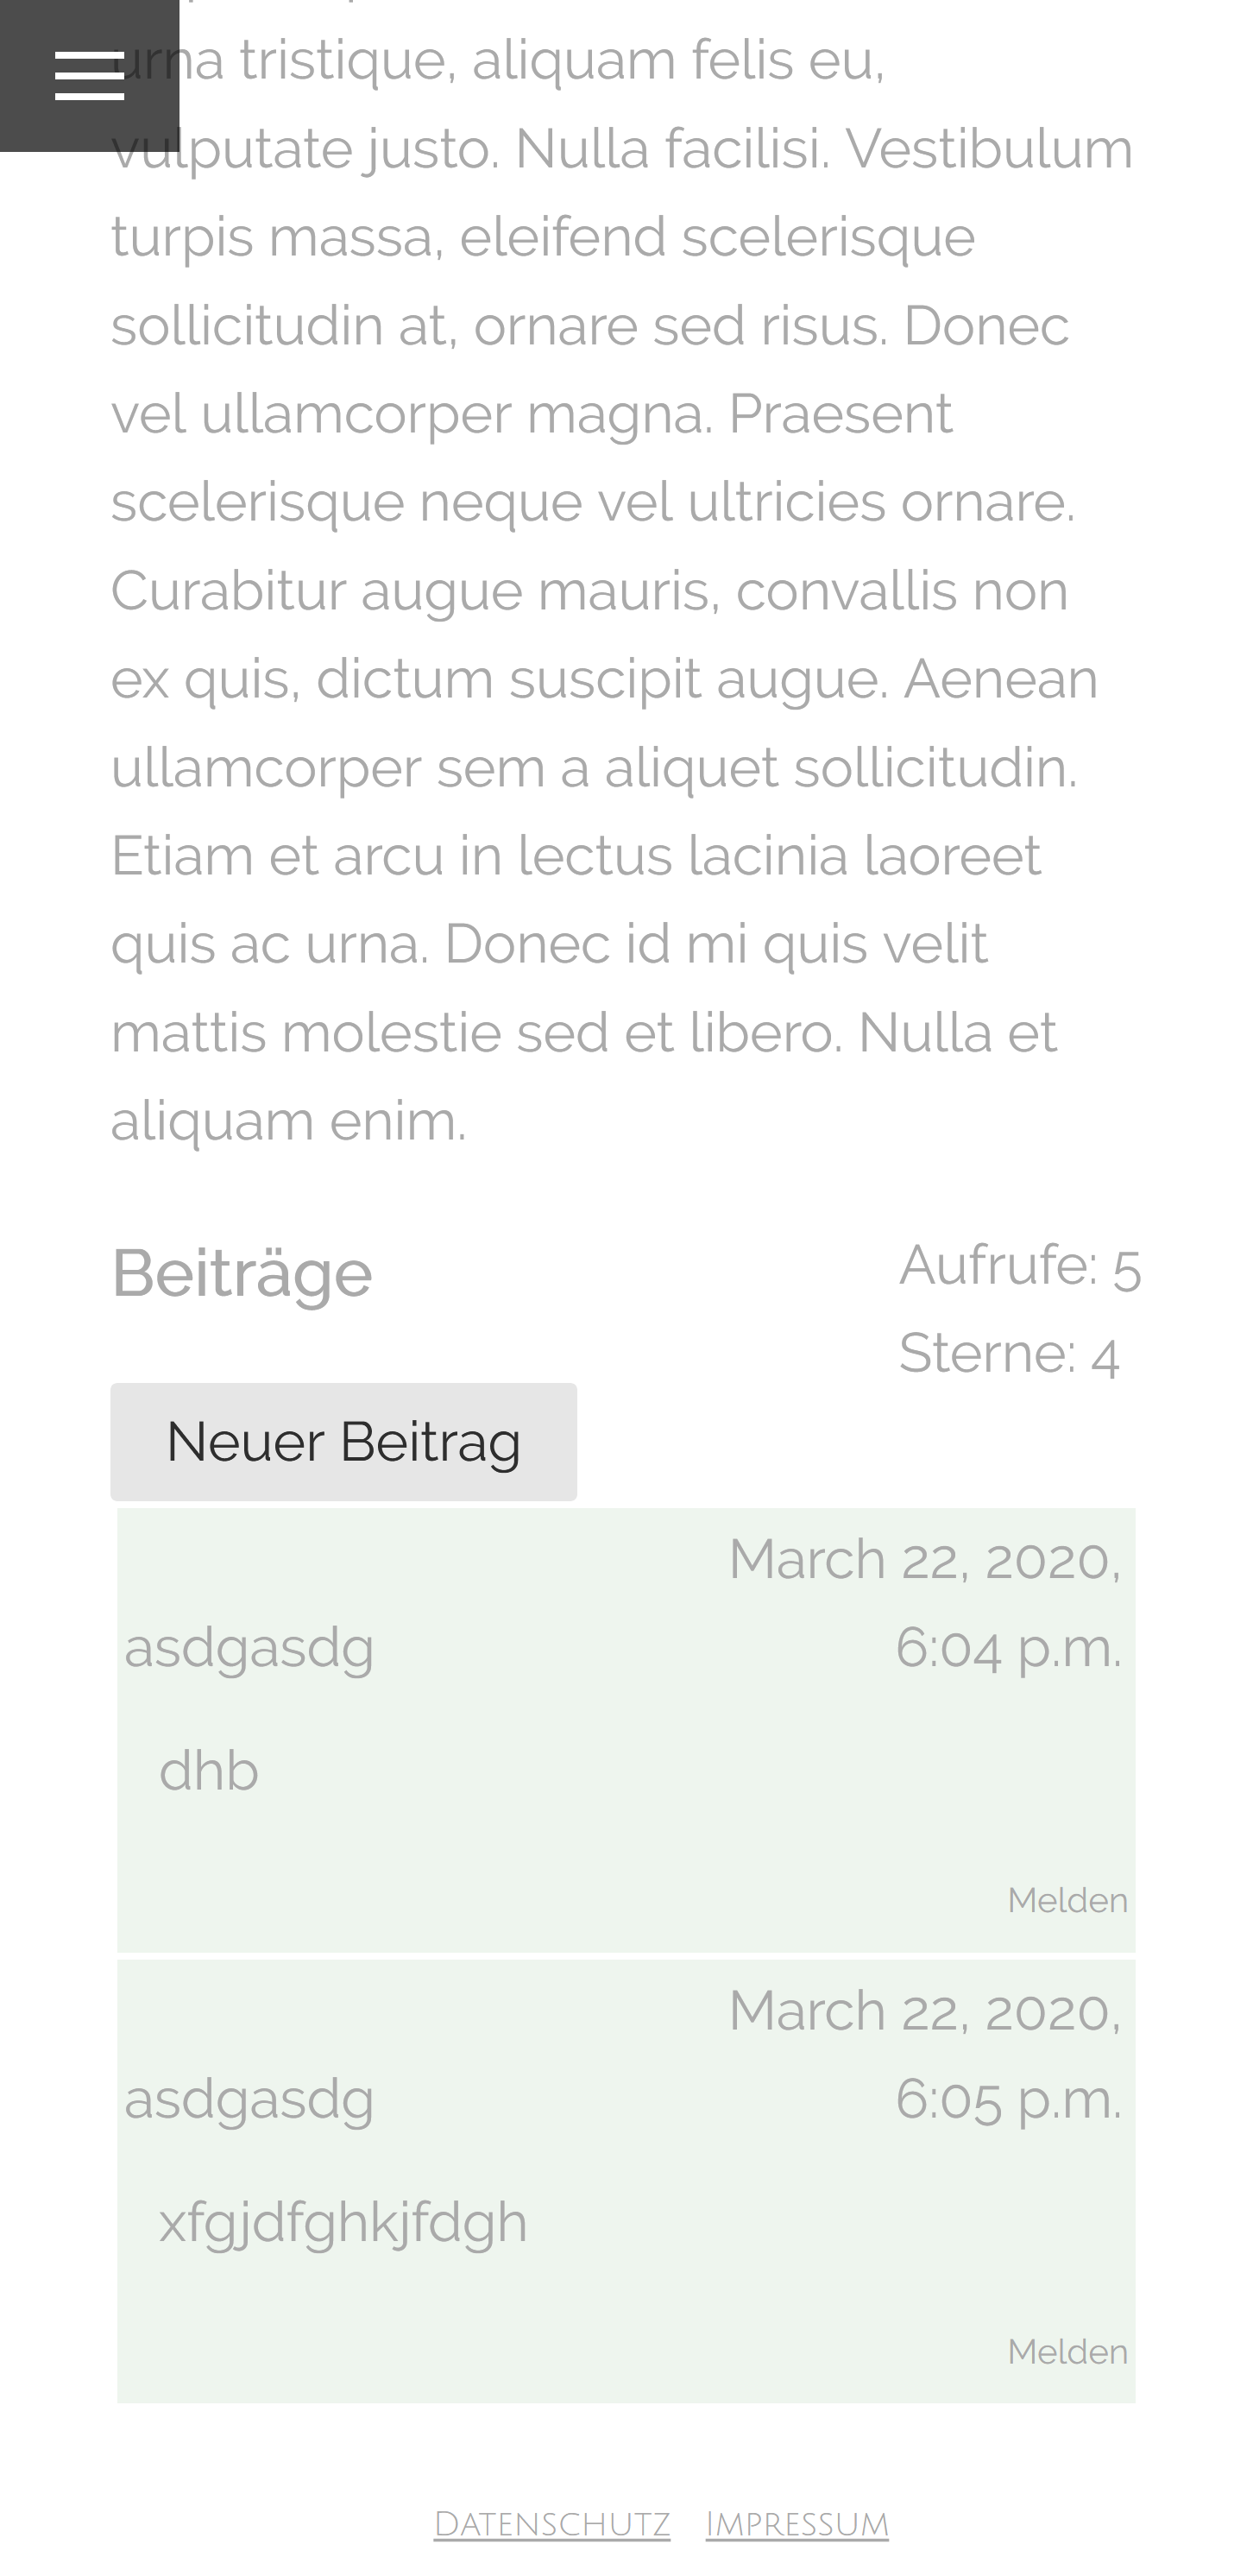 urna tristique, aliquam felis eu,
vulputate justo. Nulla facilisi. Vestibulum
turpis massa, eleifend scelerisque
sollicitudin at, ornare sed risus. Donec
vel ullamcorper magna. Praesent
scelerisque neque vel ultricies ornare.
Curabitur augue mauris, convallis non
ex quis, dictum suscipit augue. Aenean
ullamcorper sem a aliquet sollicitudin.
Etiam et arcu in lectus lacinia laoreet
quis ac urna. Donec id mi quis velit
mattis molestie sed et libero. Nulla et
aliquam enim.
Beiträge
Aufrufe: 5
Sterne: 4
Neuer Beitrag
March 22, 2020,
asdgasdg 6:04 p.m.
dhb
Melden
March 22, 2020,
asdgasdg 6:05 p.m.
xfgjdfghkjfdgh
Melden
Datenschutz Impressum